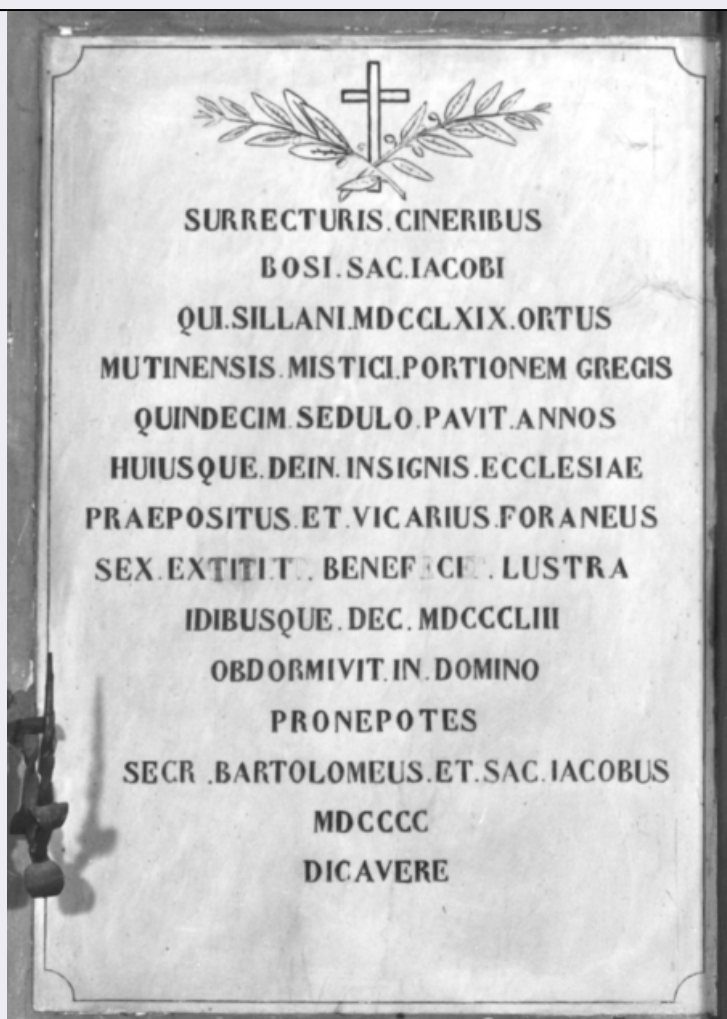 SURRECTURIS.CINERIBUS
BOSI.SAC.IACOBI
QUI.SILLANI.MDCCLXIX.ORTUS
MUTINENSIS.MISTICI.PORTIONEM GREGIS
QUINDECIM.SEDULO.PAVIT.ANNOS
HUIUSQUE.DEIN.INSIGNIS.ECCLESIAE
PRAEPOSITUS.ET.VICARIUS.FORANEUS
SEX.EXTITIT. LUSTRA
IDIBUSQUE.DEC.MDCCCLIII
OBDORMIVIT.IN.DOMINO
PRONEPOTES
SECR.BARTOLOMEUS.ET.SAC.IACOBUS
MDCCCC
DICAVERE